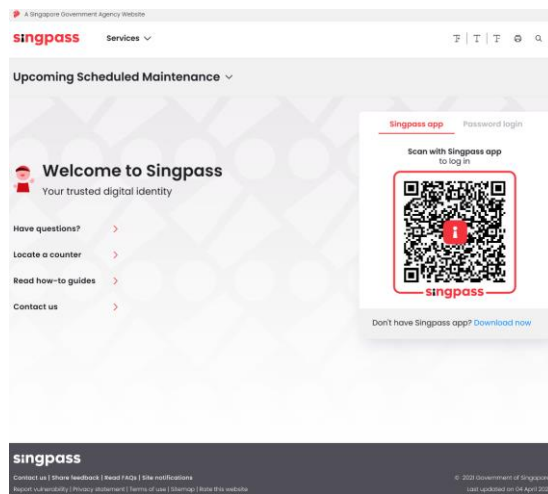 A Singapore Government Agency Website
singpass
Services
T | T | T
Upcoming Scheduled Maintenance
Welcome to Singpass
Your trusted digital identity
Have questions?
Locate a counter
Read how-to guides
Contact us
Singpass app
Password login
Scan with Singpass app
to log in
singpass
Don't have Singpass app? Download now
singpass
Contact us | Share feedback | Read FAQs | Site notifications
Report vulnerability | Privacy statement | Terms of use | Sitemap | Rate this website
© 2021 Government of Singapore
Last updated on 04 April